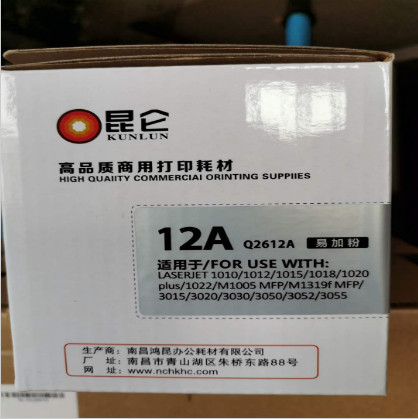 昆仑
KUNLUN
高品质商用打印耗材
HIGH QUAIITY COMMERCIAI ORINTING SUPPIIES
12A Q2612A 易加粉
适用于/FOR USE WITH:
LASERJET 1010/1012/1015/1018/1020
plus/1022/M1005 MFP/M1319f MFP/
3015/3020/3030/3050/3052/3055
生产商：南昌鸿昆办公耗材有限公司
厂 址：南昌市青山湖区朱桥东路88号
网 址：www.nchkhc.com